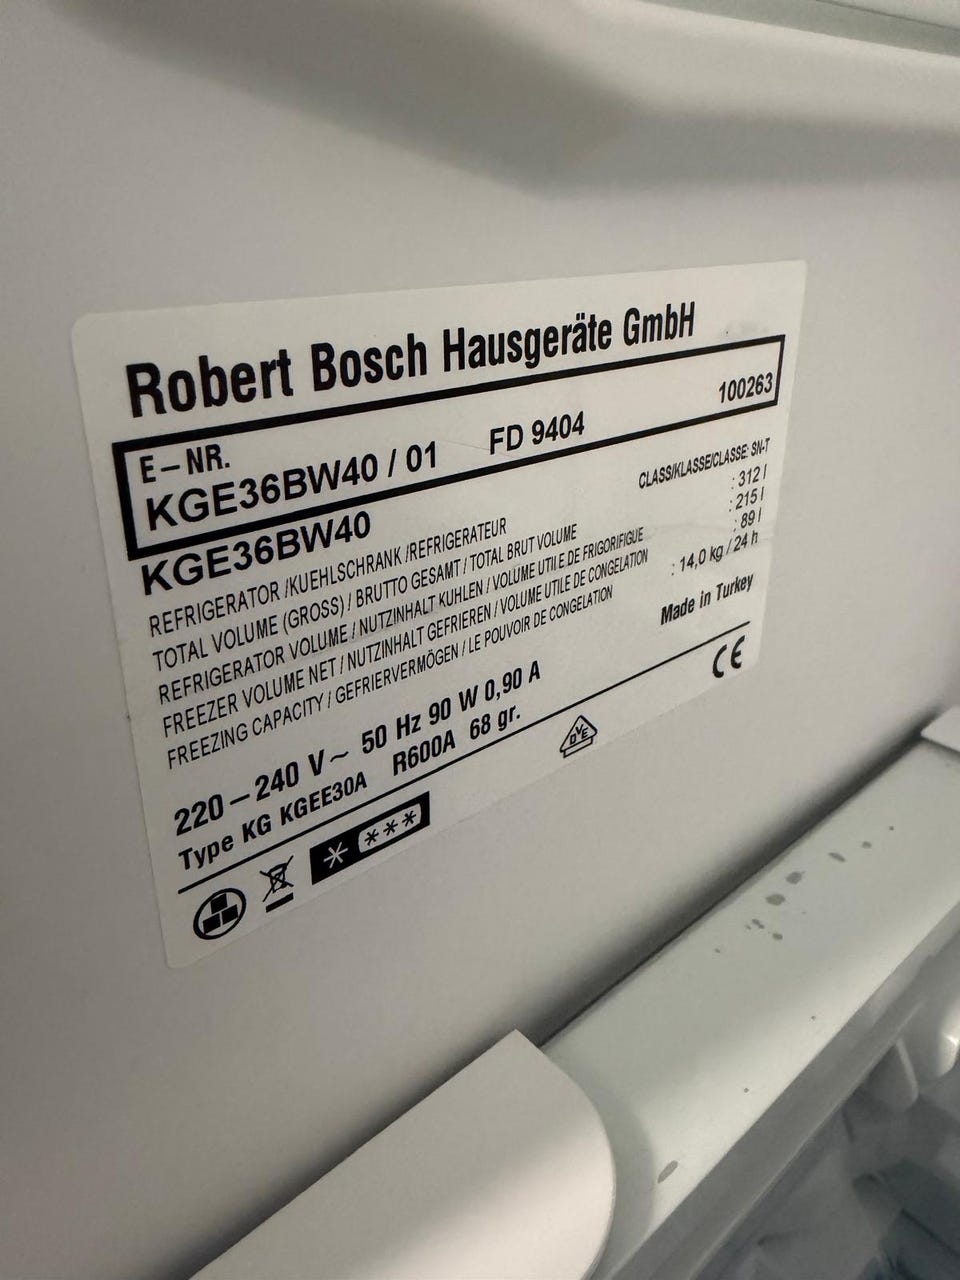 Robert Bosch Hausgeräte GmbH
E-NR.
KGE36BW40 / 01 FD 9404 100263
KGE36BW40
CLASS/KLASSE/CLASSE: SN-T
REFRIGERATOR /KUEHLSCHRANK /REFRIGERATEUR
TOTAL VOLUME (GROSS) / BRUTTO GESAMT / TOTAL BRUT VOLUME : 312 l
REFRIGERATOR VOLUME / NUTZINHALT KUHLEN / VOLUME UTILE DE FRIGORIFIGUE : 215 l
FREEZER VOLUME NET / NUTZINHALT GEFRIEREN / VOLUME UTILE DE CONGELATION : 89 l
FREEZING CAPACITY / GEFRIERVERMÖGEN / LE POUVOIR DE CONGELATION : 14,0 kg / 24 h
Made in Turkey
220-240 V~ 50 Hz 90 W 0,90 A
Type KG KGEE30A R600A 68 gr.
CE
DVE
* ***